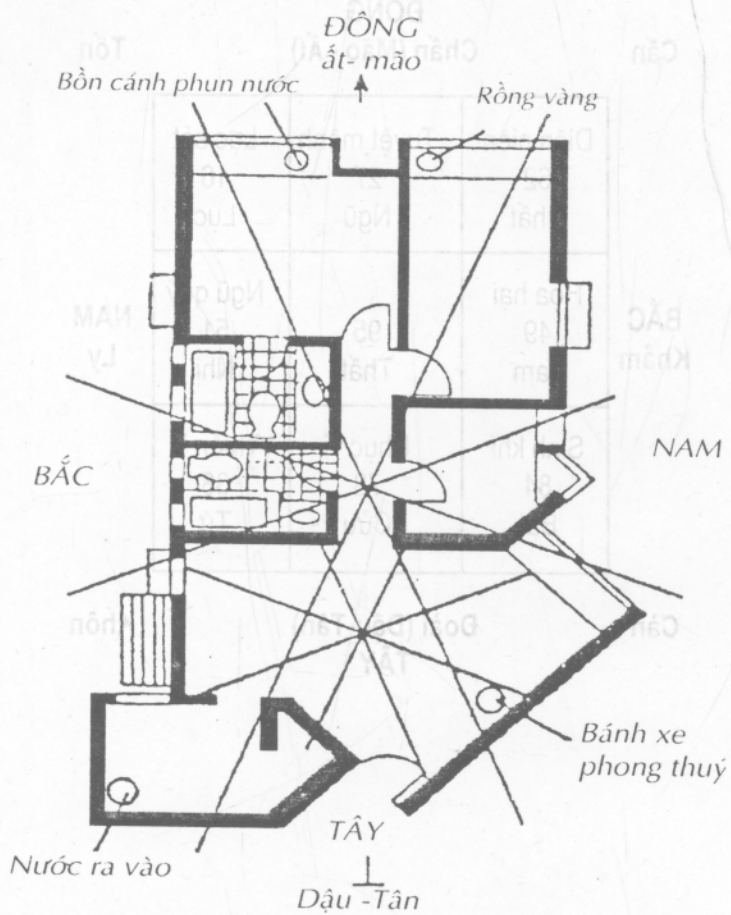 ĐÔNG
ất- mão
Bồn cánh phun nước
Rồng vàng
BẮC
NAM
Bánh xe
phong thuỷ
TÂY
Nước ra vào
Dậu -Tân